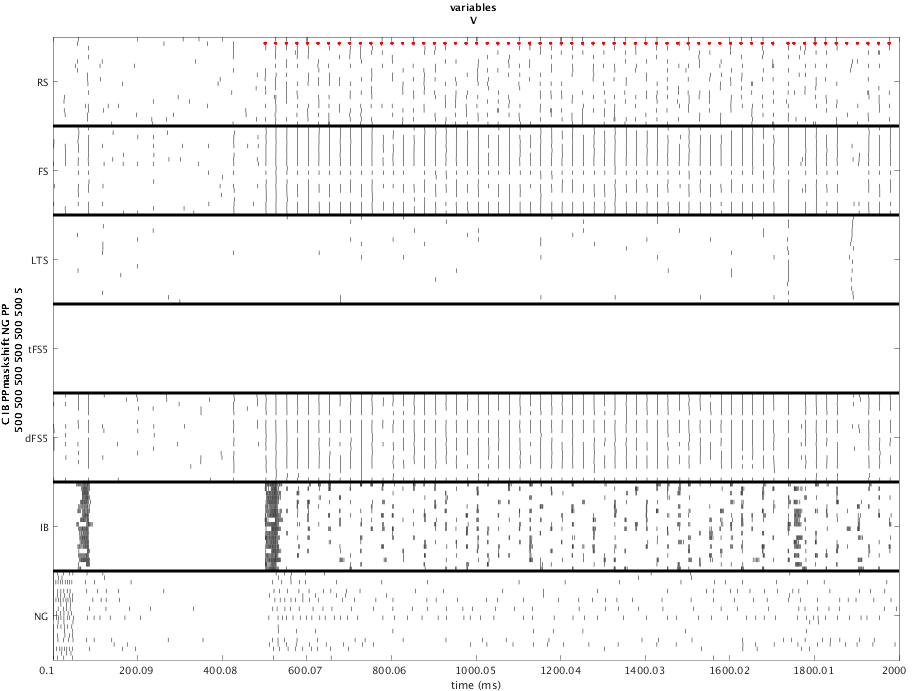 variables
V
RS
FS
LTS
tFS5
dFS5
IB
NG
C IB PPmaskshift NG PP
500 500 500 500 500 500 5
0.1 200.09 400.08 600.07 800.06 1000.05 1200.04 1400.03 1600.02 1800.01 2000
time (ms)